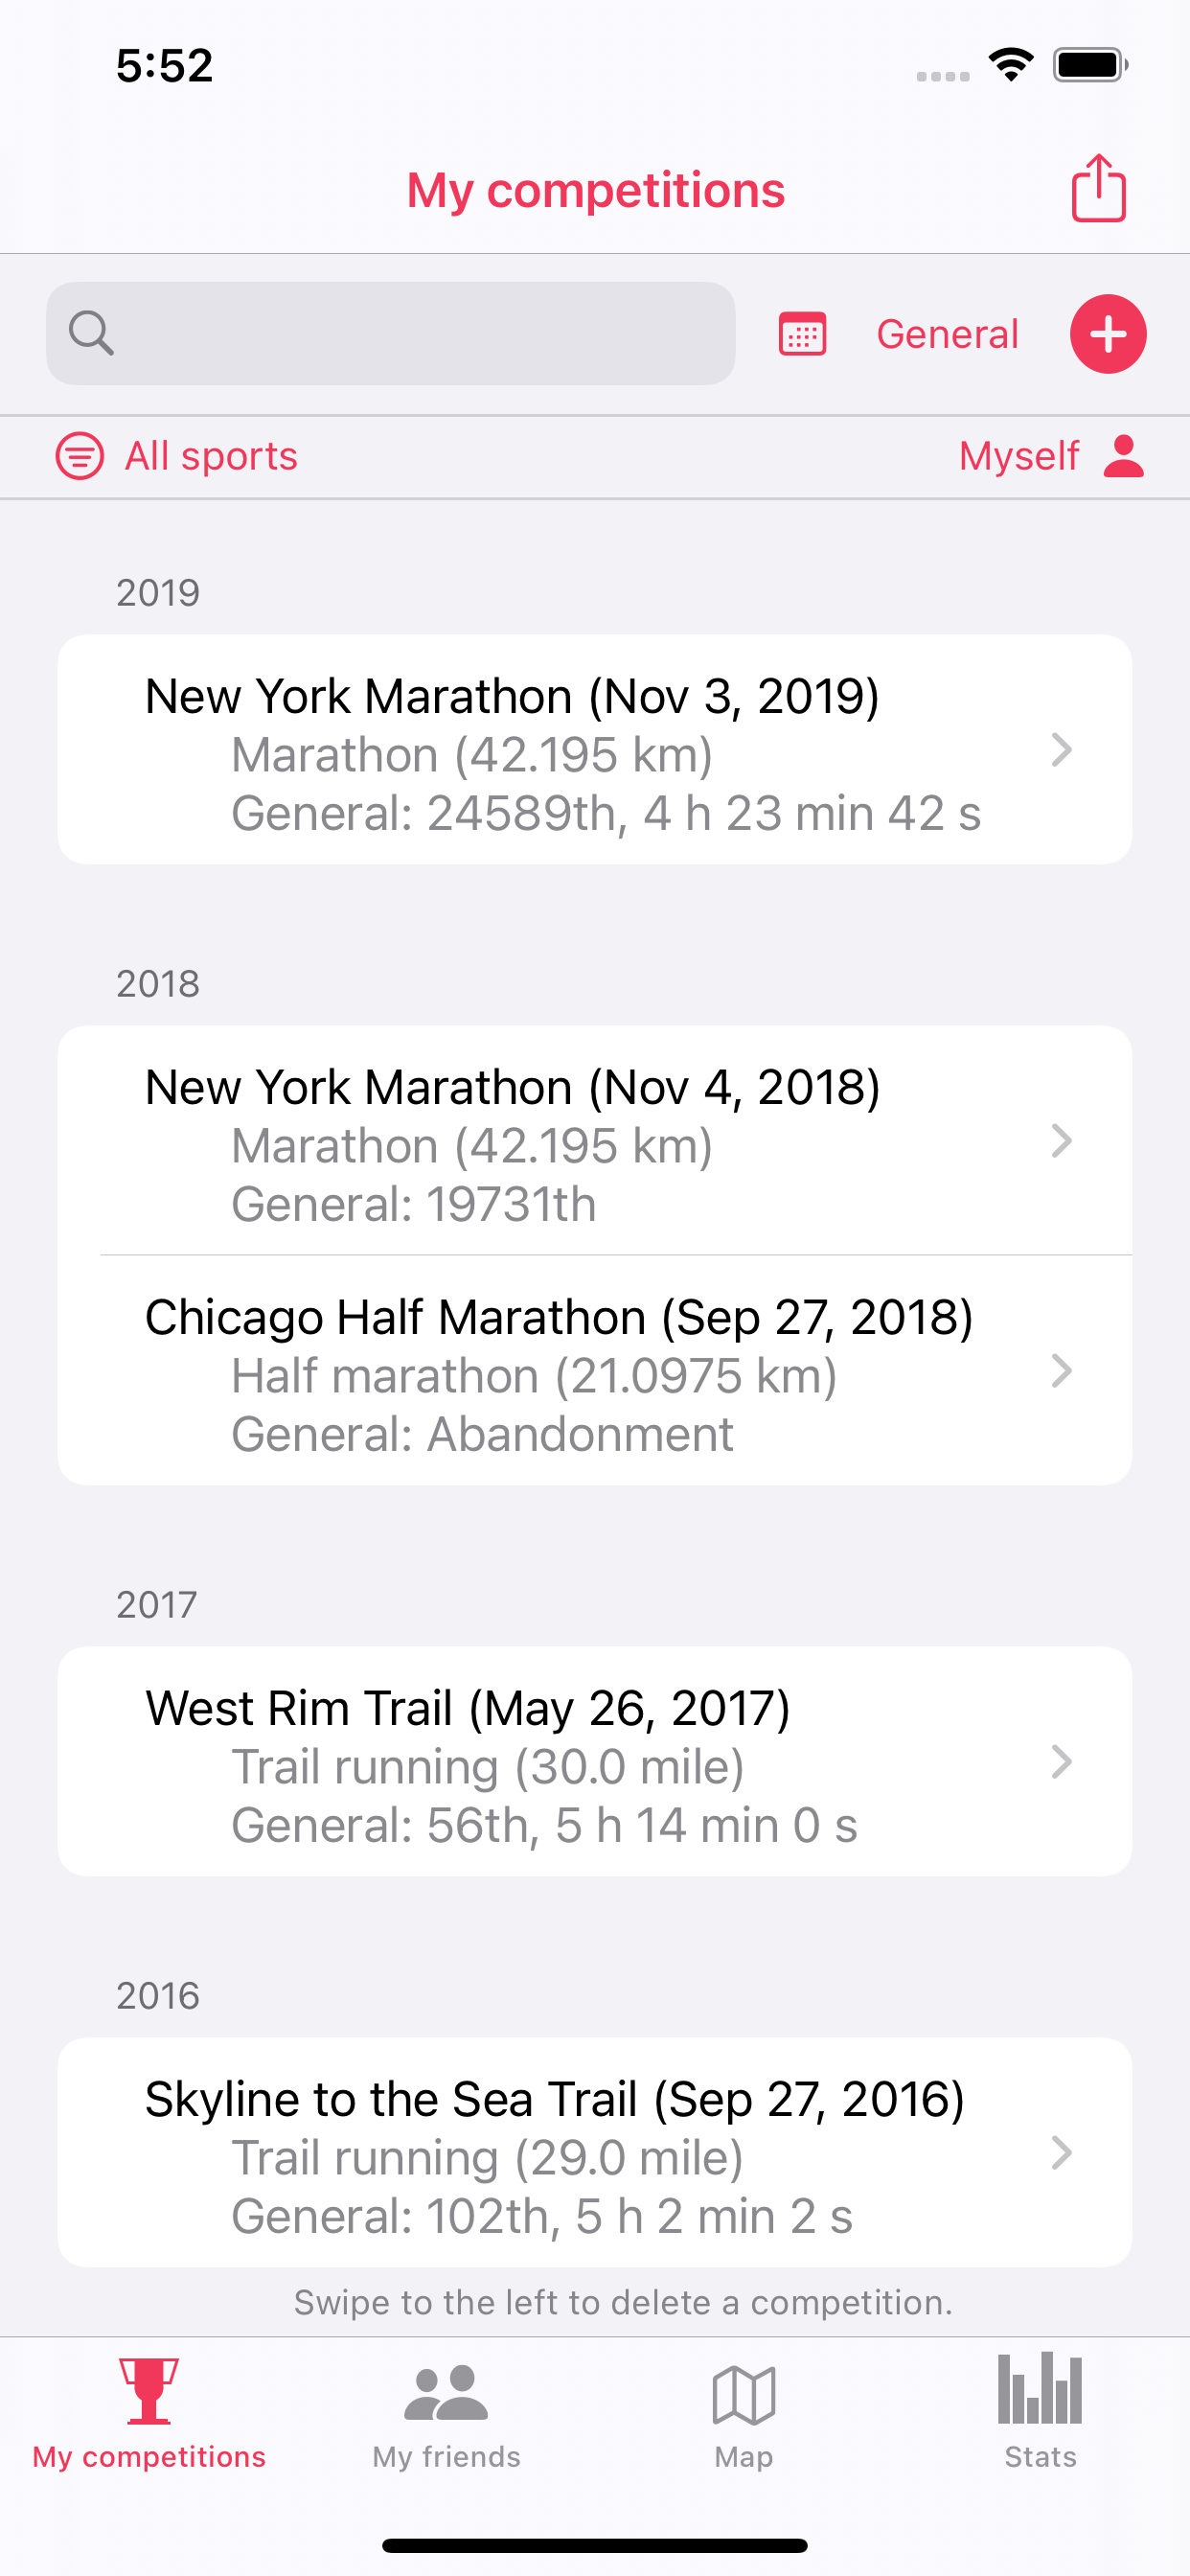 5:52
My competitions
General
All sports
Myself
2019
New York Marathon (Nov 3, 2019)
Marathon (42.195 km)
General: 24589th, 4 h 23 min 42 s
2018
New York Marathon (Nov 4, 2018)
Marathon (42.195 km)
General: 19731th
Chicago Half Marathon (Sep 27, 2018)
Half marathon (21.0975 km)
General: Abandonment
2017
West Rim Trail (May 26, 2017)
Trail running (30.0 mile)
General: 56th, 5 h 14 min 0 s
2016
Skyline to the Sea Trail (Sep 27, 2016)
Trail running (29.0 mile)
General: 102th, 5 h 2 min 2 s
Swipe to the left to delete a competition.
My competitions
My friends
Map
Stats